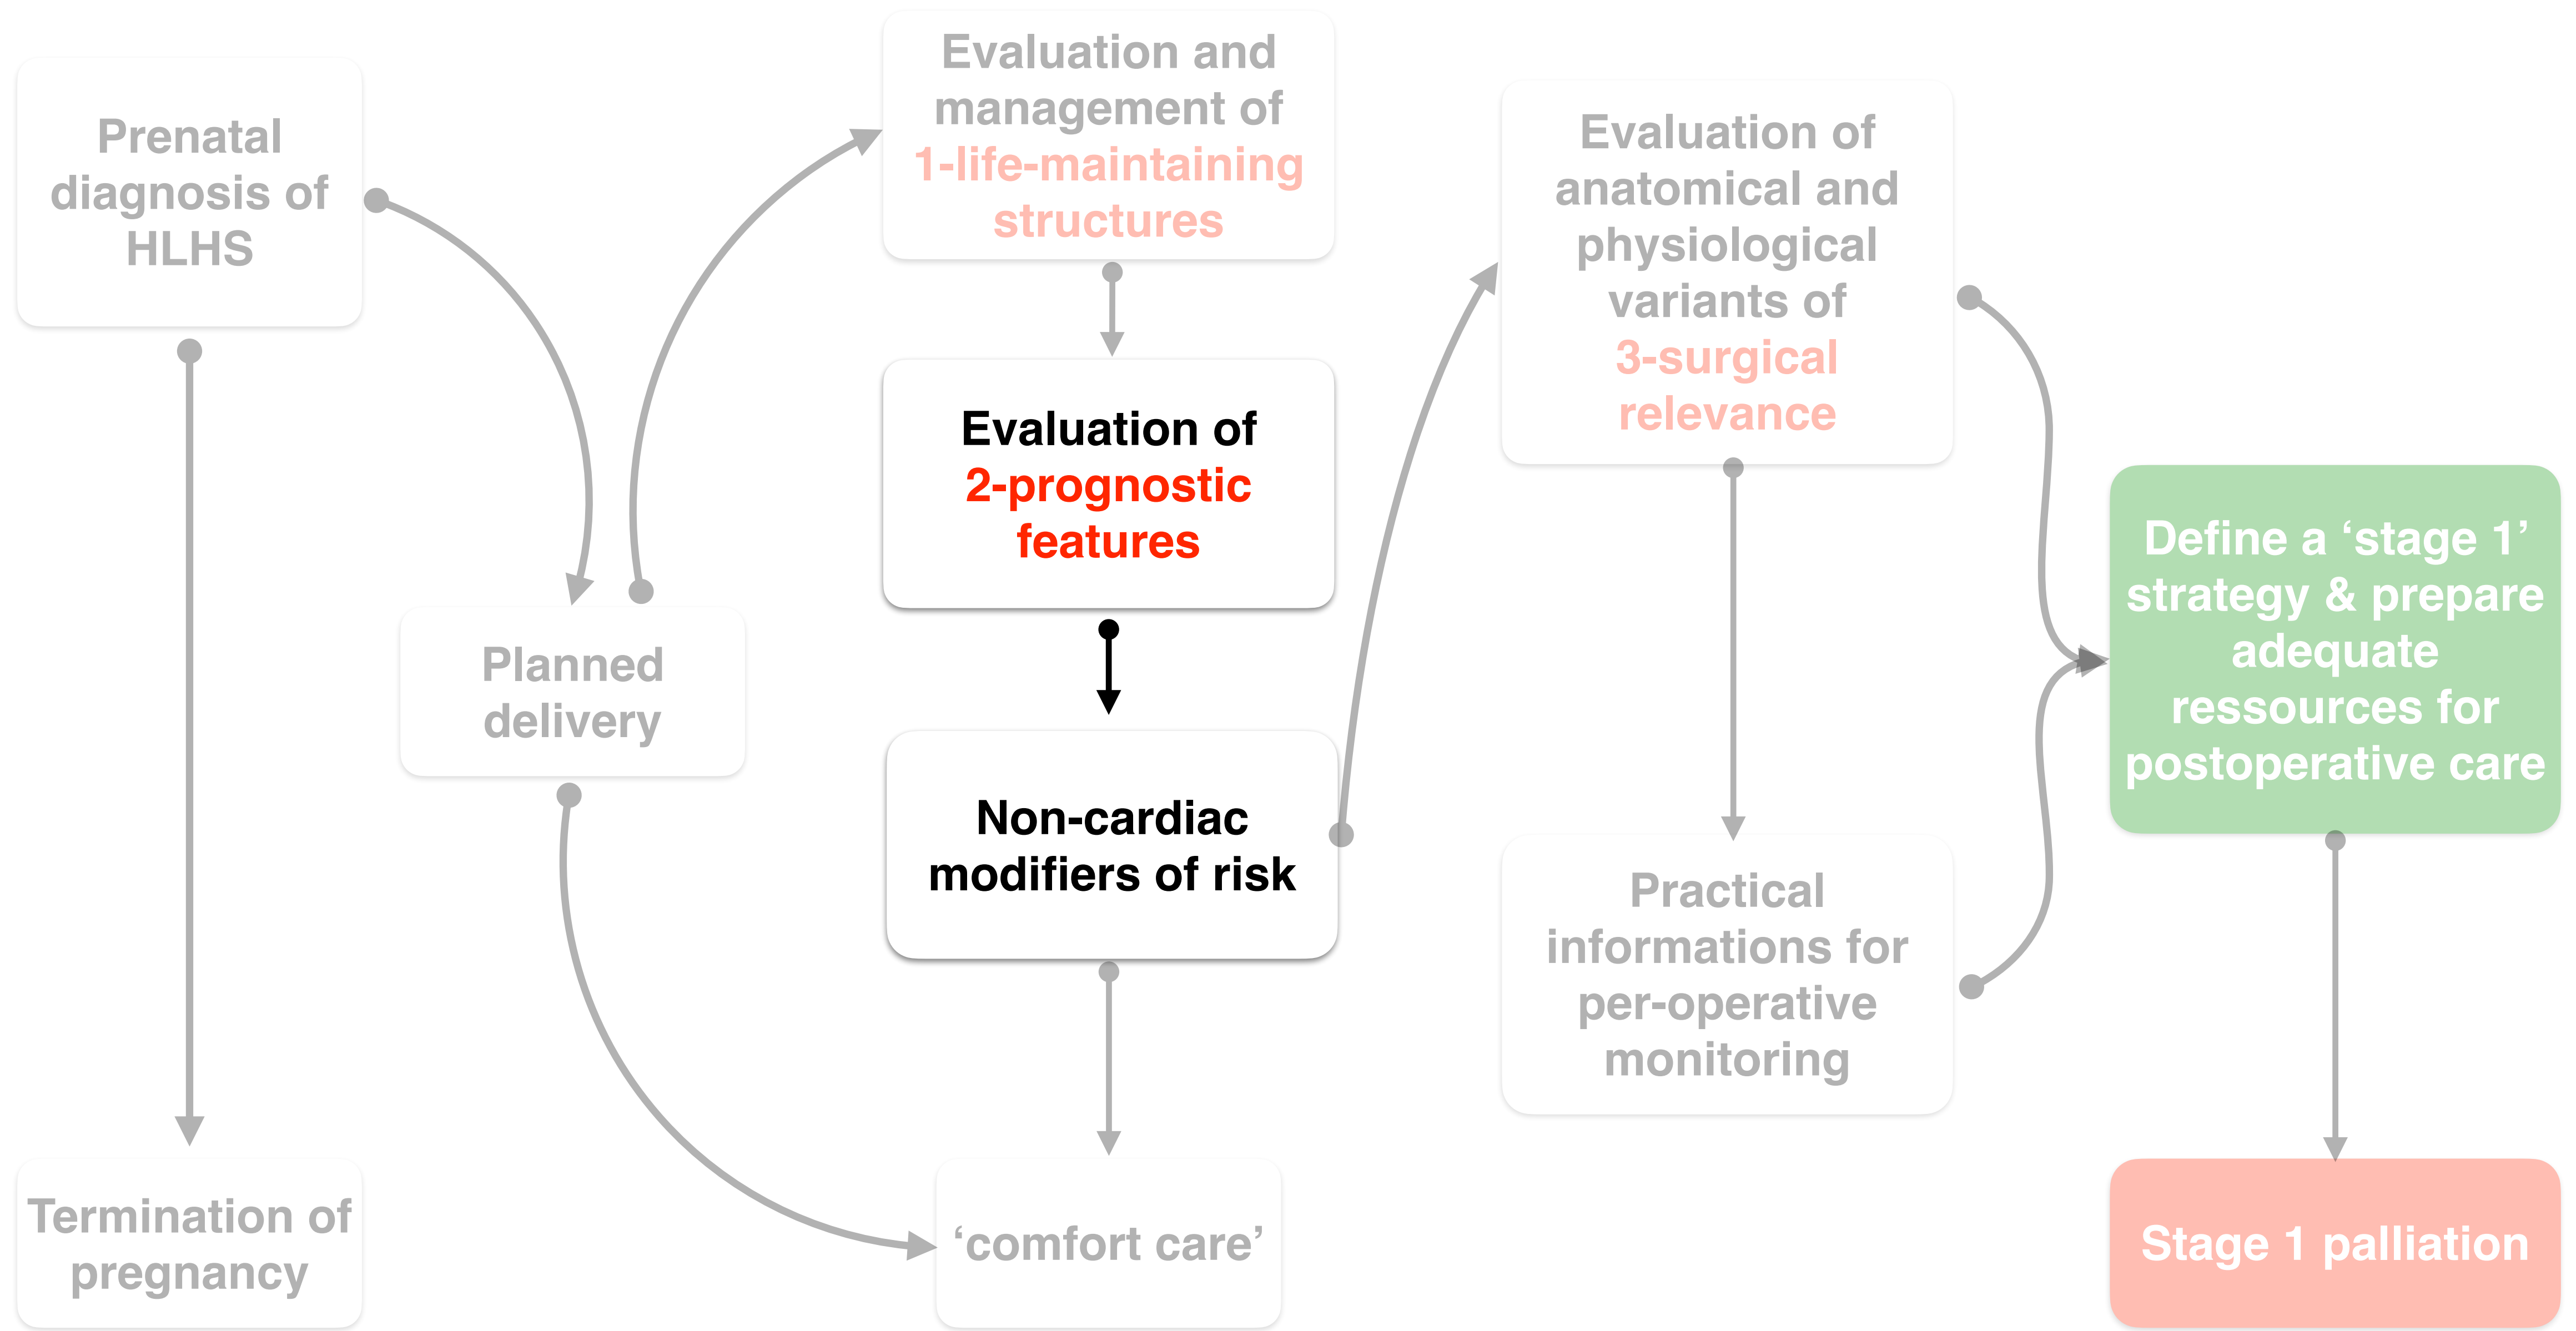 Prenatal
diagnosis of
HLHS
Termination of
pregnancy
Planned
delivery
Evaluation and
management of
1-life-maintaining
structures
Evaluation of
2-prognostic
features
Non-cardiac
modifiers of risk
‘comfort care’
Evaluation of
anatomical and
physiological
variants of
3-surgical
relevance
Practical
informations for
per-operative
monitoring
Define a ‘stage 1’
strategy & prepare
adequate
ressources for
postoperative care
Stage 1 palliation